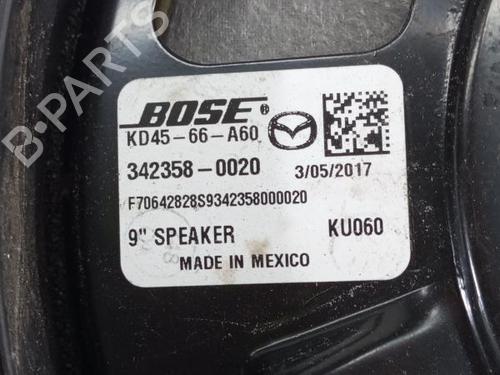 BOSE®
KD45-66-A60
342358-0020 3/05/2017
F70642828S9342358000020
9" SPEAKER KU060
MADE IN MEXICO
B-PARTS